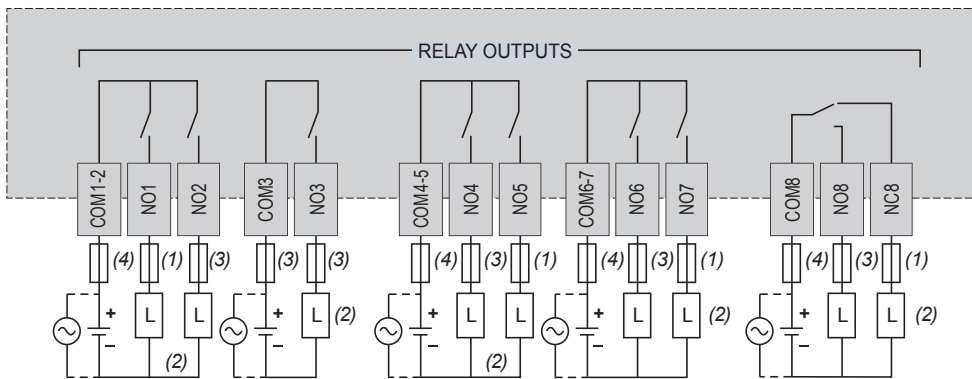 RELAY OUTPUTS
COM1-2 NO1 NO2 COM3 NO3 COM4-5 NO4 NO5 COM6-7 NO6 NO7 COM8 NO8 NC8
(4) (1) (3) (3) (3) (4) (3) (1) (4) (3) (1) (4) (3) (1)
+ L L + L (2) + L L + L L (2) + L L (2)
− − − − −
(2) (2)